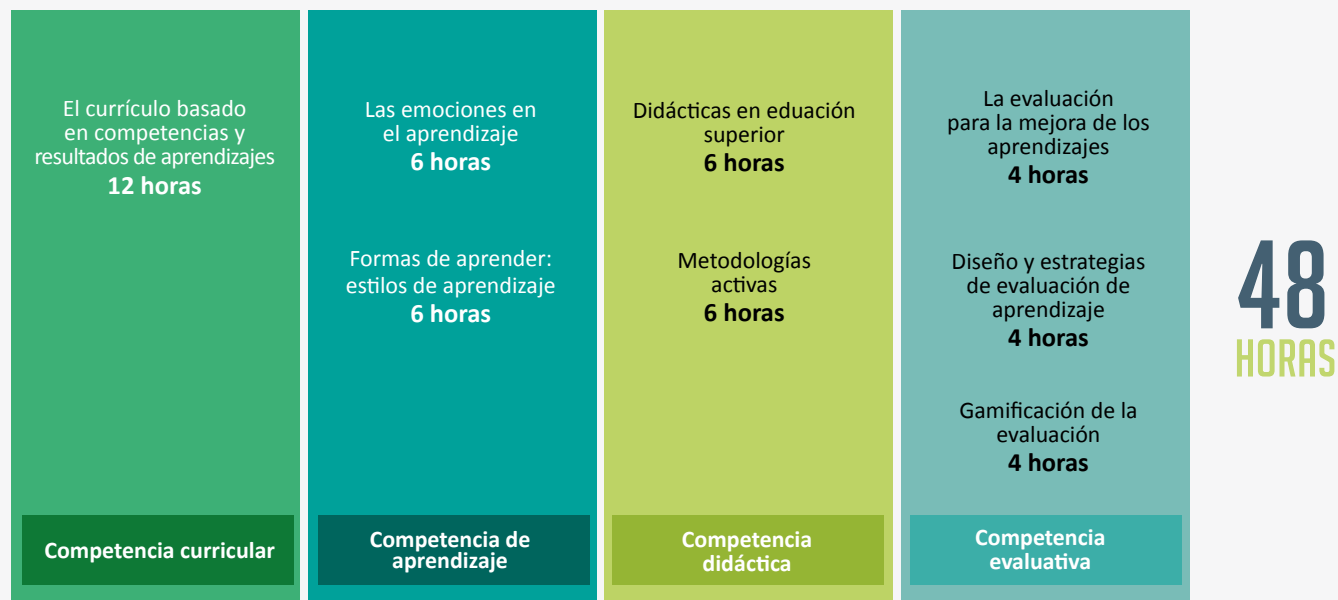 El currículo basado
en competencias y
resultados de aprendizajes
12 horas
Competencia curricular
Las emociones en
el aprendizaje
6 horas
Formas de aprender:
estilos de aprendizaje
6 horas
Competencia de
aprendizaje
Didácticas en eduación
superior
6 horas
Metodologías
activas
6 horas
Competencia
didáctica
La evaluación
para la mejora de los
aprendizajes
4 horas
Diseño y estrategias
de evaluación de
aprendizaje
4 horas
Gamificación de la
evaluación
4 horas
Competencia
evaluativa
48
HORAS